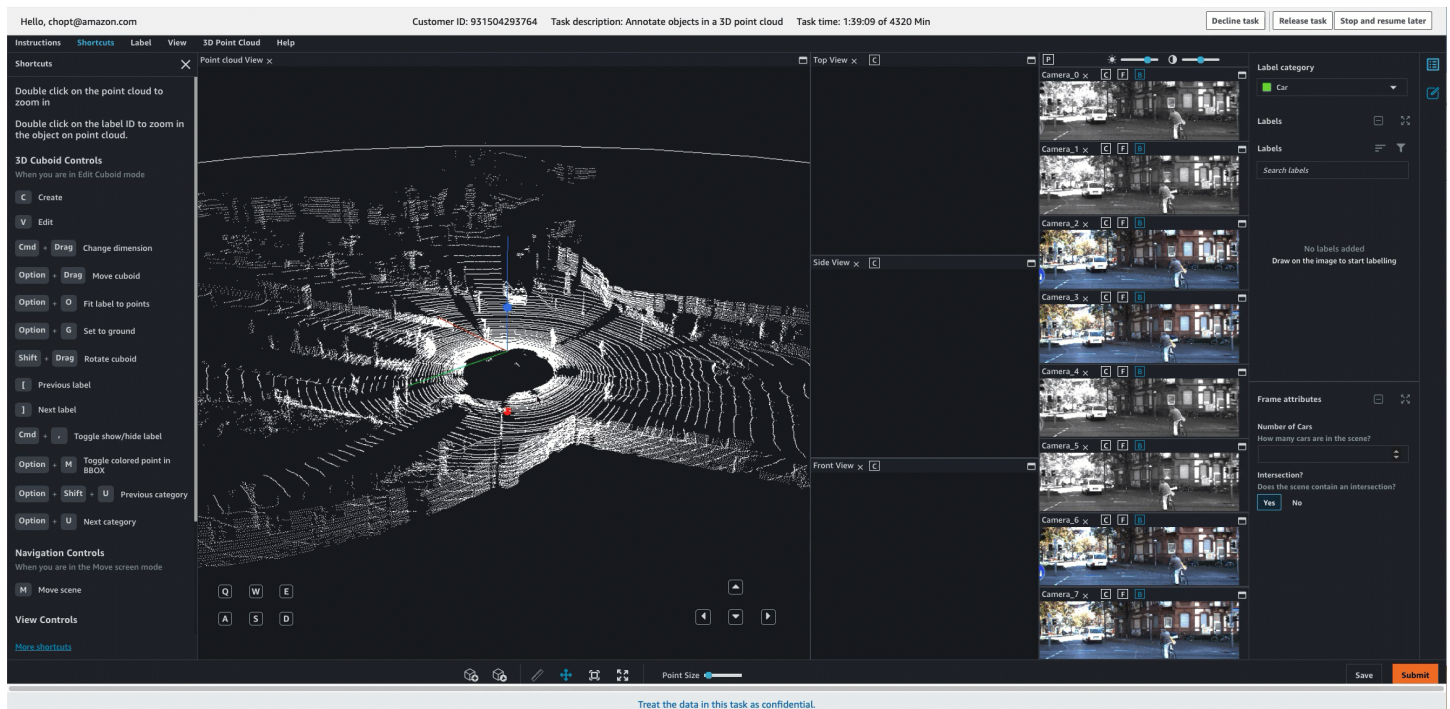 Hello, chopt@amazon.com
Customer ID: 931504293764
Task description: Annotate objects in a 3D point cloud
Task time: 1:39:09 of 4320 Min
Decline task
Release task
Stop and resume later
Instructions
Shortcuts
Label
View
3D Point Cloud
Help
Shortcuts
Double click on the point cloud to
zoom in
Double click on the label ID to zoom in
the object on point cloud.
3D Cuboid Controls
When you are in Edit Cuboid mode
C Create
V Edit
Cmd + Drag Change dimension
Option + Drag Move cuboid
Option + O Fit label to points
Option + G Set to ground
Shift + Drag Rotate cuboid
[ Previous label
] Next label
Cmd + , Toggle show/hide label
Option + M Toggle colored point in
BBOX
Option + Shift + U Previous category
Option + U Next category
Navigation Controls
When you are in the Move screen mode
M Move scene
View Controls
More shortcuts
Point cloud View ×
Q W E
A S D
Top View × C
Side View × C
Front View × C
P
Camera_0 × C F B
Camera_1 × C F B
Camera_2 × C F B
Camera_3 × C F B
Camera_4 × C F B
Camera_5 × C F B
Camera_6 × C F B
Camera_7 × C F B
Label category
Car
Labels
Labels
Search labels
No labels added
Draw on the image to start labelling
Frame attributes
Number of Cars
How many cars are in the scene?
Intersection?
Does the scene contain an intersection?
Yes No
Point Size
Save
Submit
Treat the data in this task as confidential.